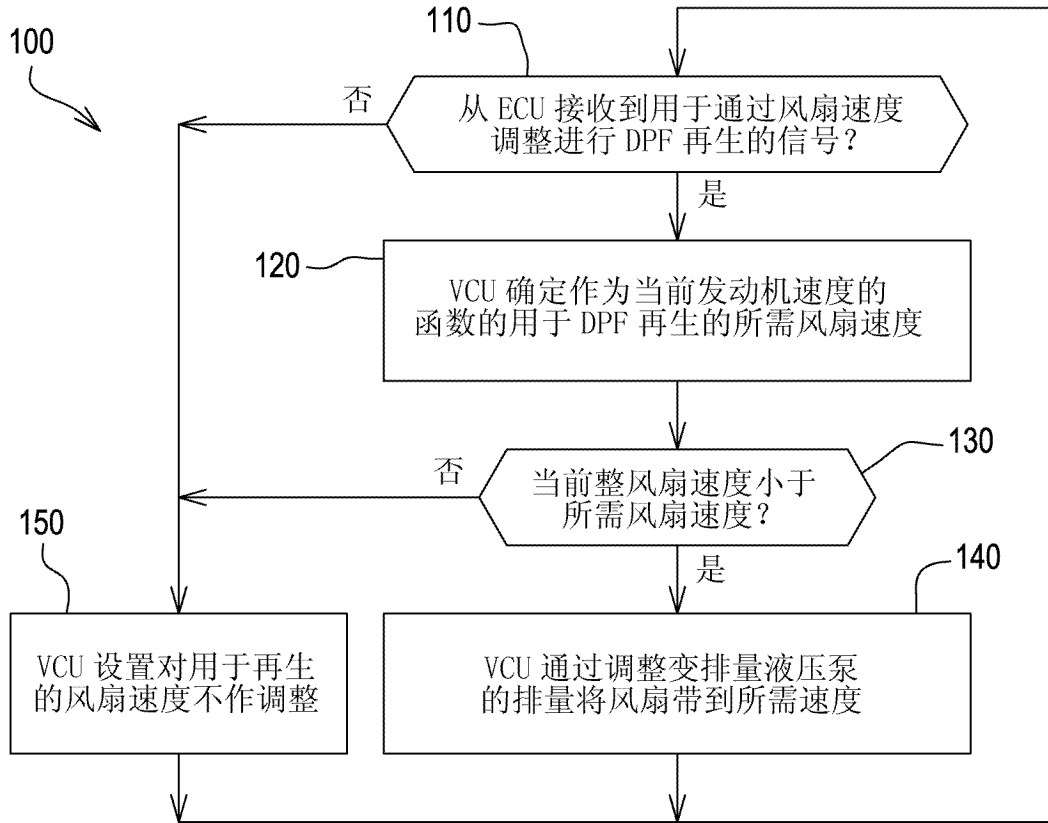 100
110
否
从 ECU 接收到用于通过风扇速度
调整进行 DPF 再生的信号？
是
120
VCU 确定作为当前发动机速度的
函数的用于 DPF 再生的所需风扇速度
130
否
当前整风扇速度小于
所需风扇速度？
是
150
140
VCU 设置对用于再生
的风扇速度不作调整
VCU 通过调整变排量液压泵
的排量将风扇带到所需速度